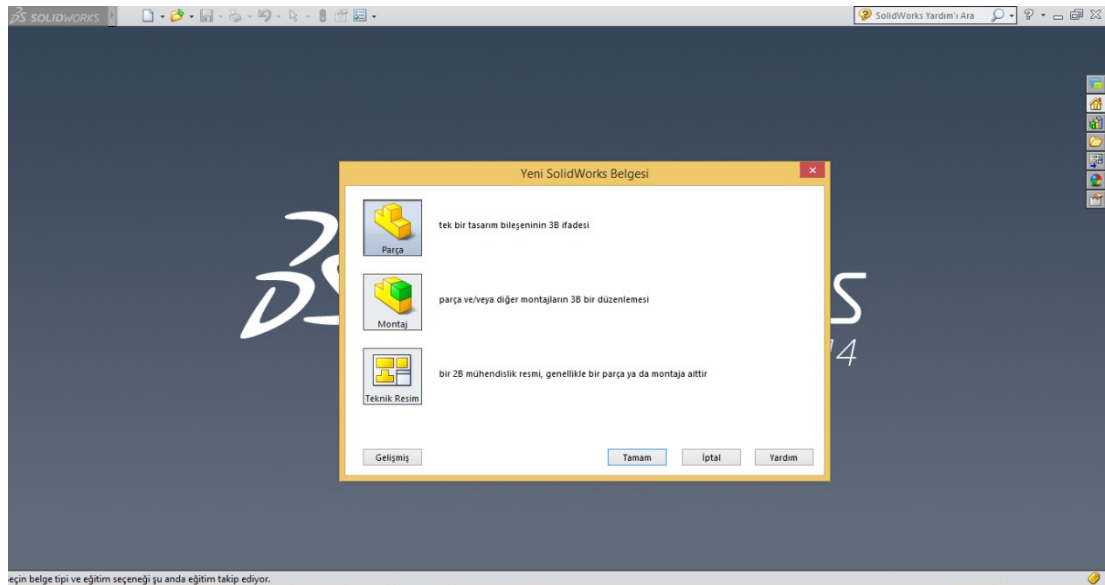 SOLIDWORKS
SolidWorks Yardım'ı Ara
Yeni SolidWorks Belgesi
Parça
tek bir tasarım bileşeninin 3B ifadesi
Montaj
parça ve/veya diğer montajların 3B bir düzenlemesi
Teknik Resim
bir 2B mühendislik resmi, genellikle bir parça ya da montaja aittir
S
4
Gelişmiş
Tamam
İptal
Yardım
eçin belge tipi ve eğitim seçeneği şu anda eğitim takip ediyor.